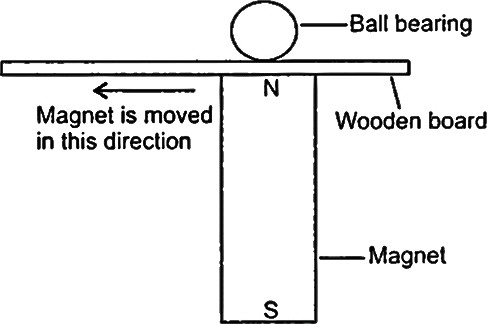 Ball bearing
N
Magnet is moved
in this direction
Wooden board
Magnet
S